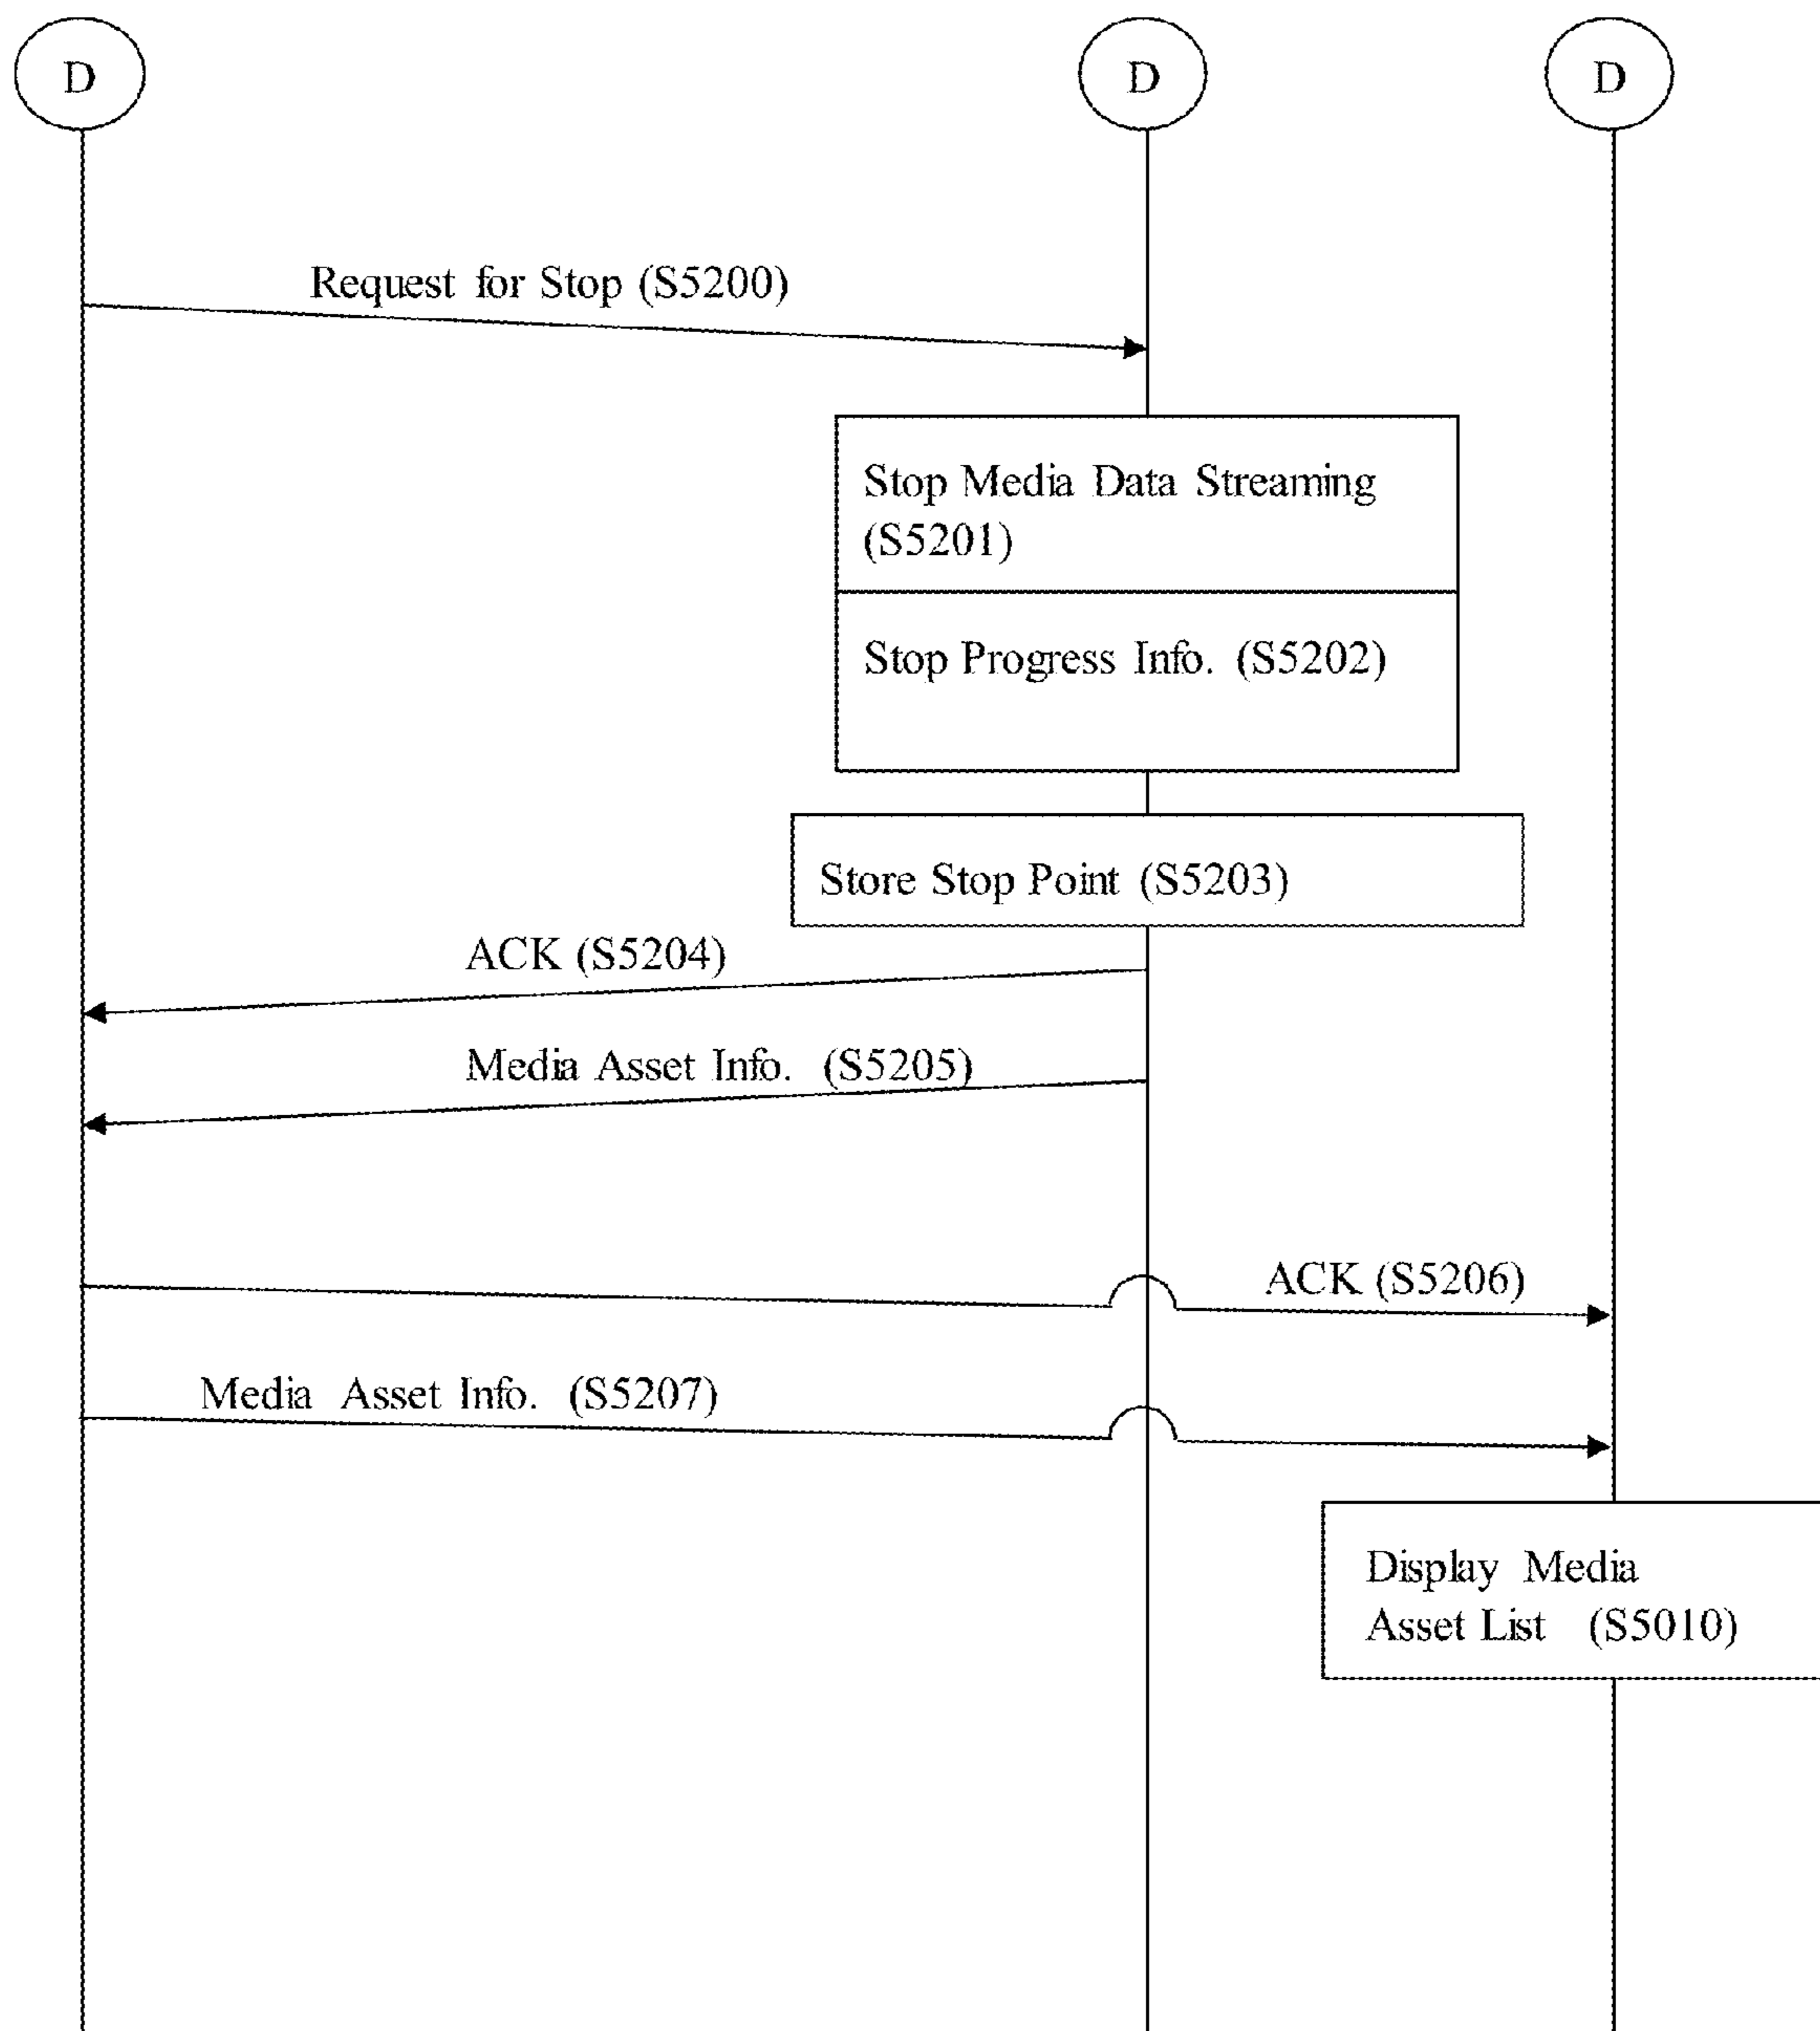 D D D
Request for Stop (S5200)
Stop Media Data Streaming
(S5201)
Stop Progress Info. (S5202)
Store Stop Point (S5203)
ACK (S5204)
Media Asset Info. (S5205)
ACK (S5206)
Media Asset Info. (S5207)
Display Media
Asset List (S5010)